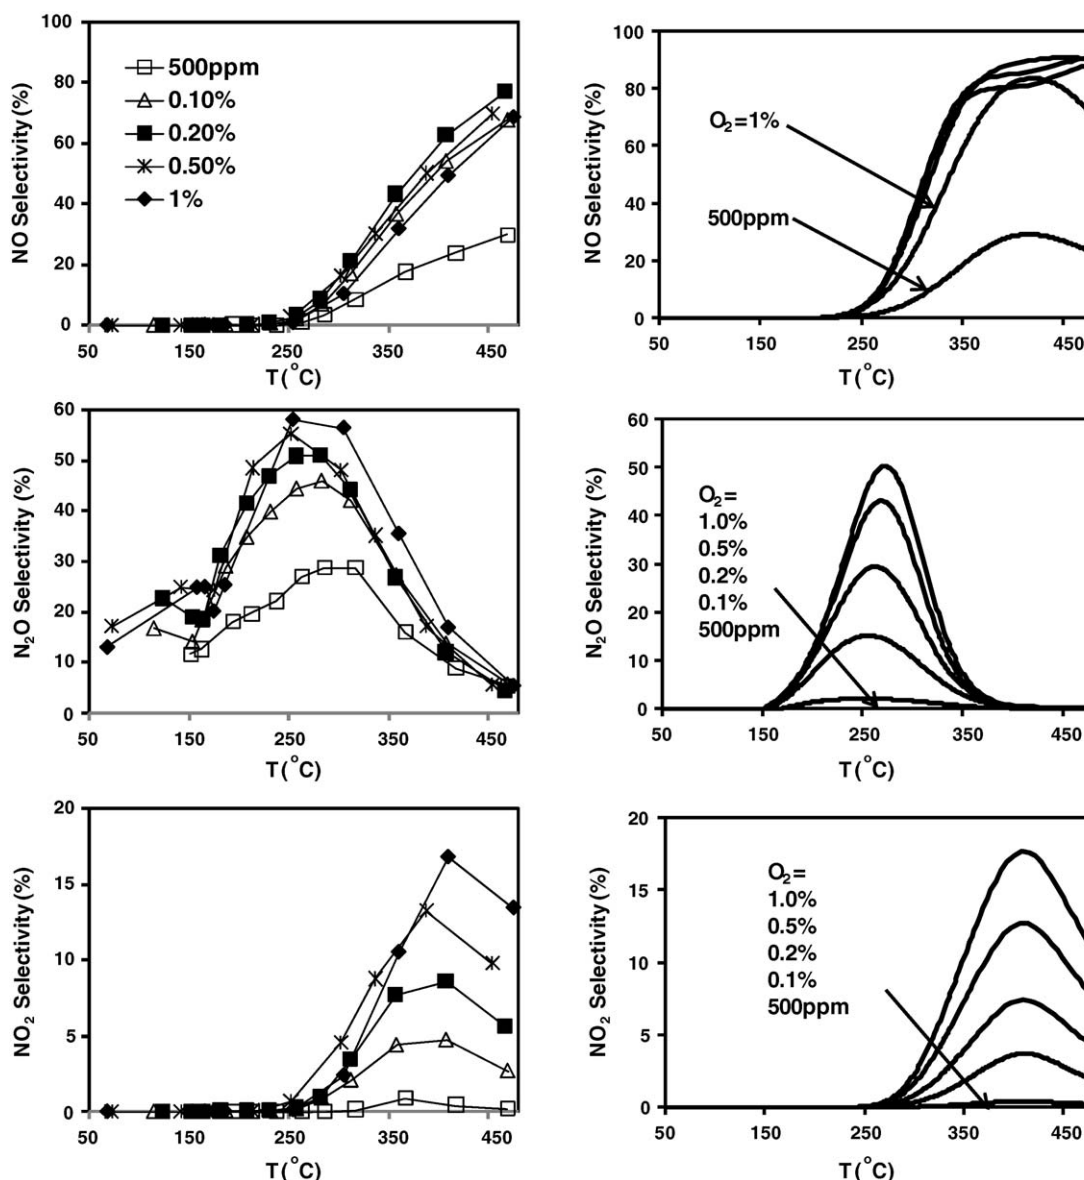 NO Selectivity (%)
100
80
60
40
20
0
500ppm
0.10%
0.20%
0.50%
1%
50 150 250 350 450
T (°C)
NO Selectivity (%)
100
80
60
40
20
0
O₂=1%
500ppm
50 150 250 350 450
T (°C)
N₂O Selectivity (%)
60
50
40
30
20
10
0
50 150 250 350 450
T (°C)
N₂O Selectivity (%)
60
50
40
30
20
10
0
O₂=
1.0%
0.5%
0.2%
0.1%
500ppm
50 150 250 350 450
T (°C)
NO₂ Selectivity (%)
20
15
10
5
0
50 150 250 350 450
T (°C)
NO₂ Selectivity (%)
20
15
10
5
0
O₂=
1.0%
0.5%
0.2%
0.1%
500ppm
50 150 250 350 450
T (°C)